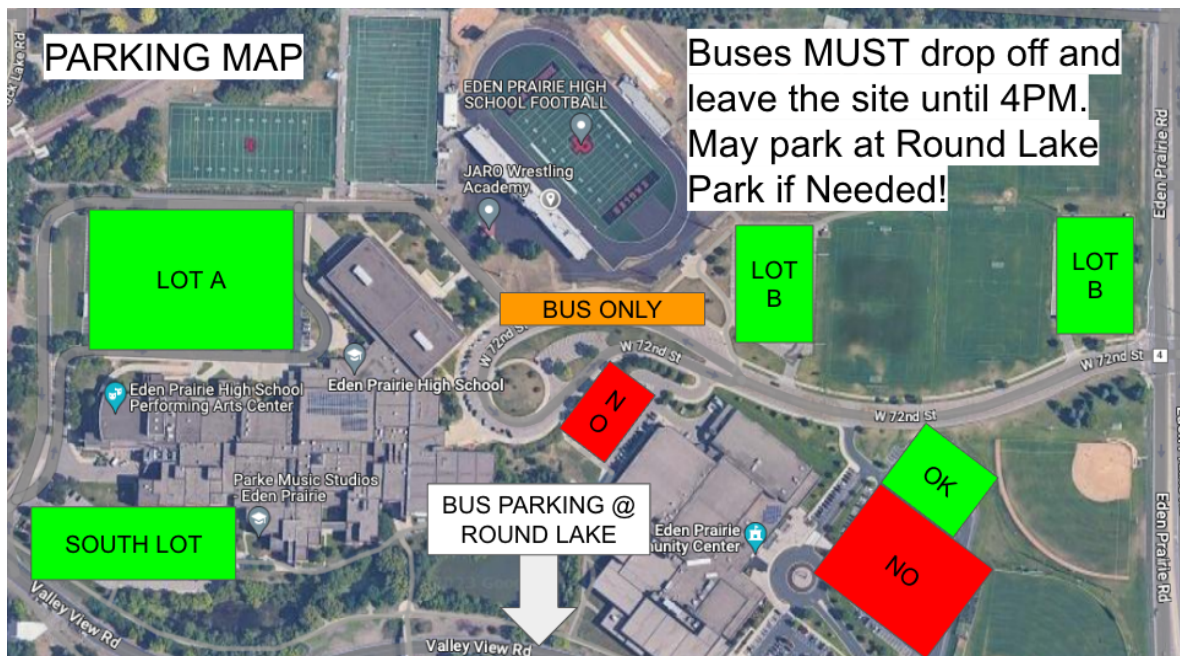 PARKING MAP
Buses MUST drop off and
leave the site until 4PM.
May park at Round Lake
Park if Needed!
EDEN PRAIRIE HIGH
SCHOOL FOOTBALL
JARO Wrestling
Academy
EAGLES
Eden Prairie Rd
LOT A
BUS ONLY
LOT
B
LOT
B
W 72nd St
W 72nd St
W 72nd St
4
W 72nd St
Eden Prairie High School
Eden Prairie High School
Performing Arts Center
NO
OK
NO
Parke Music Studios
- Eden Prairie
BUS PARKING @
ROUND LAKE
Eden Prairie
munity Center
SOUTH LOT
Eden Prairie Rd
Valley View Rd
Valley View Rd